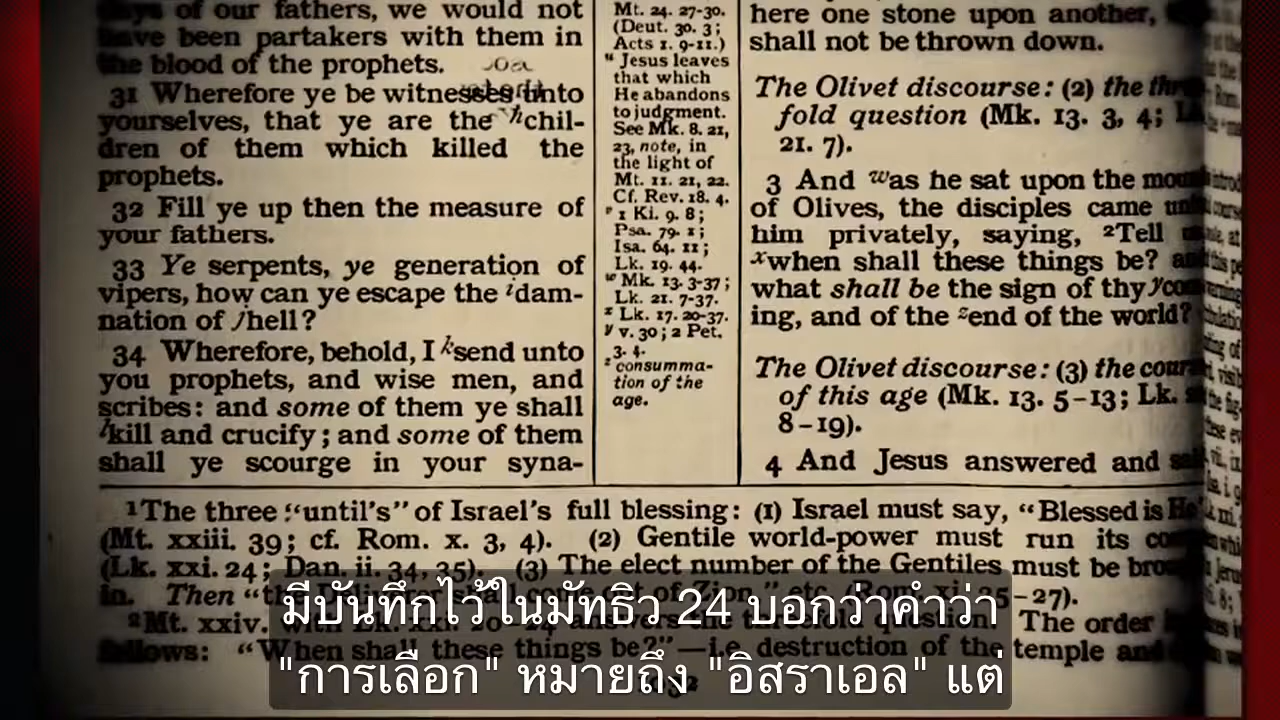 days of our fathers, we would not
have been partakers with them in
the blood of the prophets.
31 Wherefore ye be witnesses unto
yourselves, that ye are the hchil-
dren of them which killed the
prophets.
32 Fill ye up then the measure of
your fathers.
33 Ye serpents, ye generation of
vipers, how can ye escape the idam-
nation of jhell?
34 Wherefore, behold, I ksend unto
you prophets, and wise men, and
scribes: and some of them ye shall
lkill and crucify; and some of them
shall ye scourge in your syna-
Mt. 24. 27-30.
(Deut. 30. 3;
Acts 1. 9-11.)
u Jesus leaves
that which
He abandons
to judgment.
See Mk. 8. 21,
23, note, in
the light of
Mt. 11. 21, 22.
Cf. Rev. 18. 4.
v 1 Ki. 9. 8;
Psa. 79. 1;
Isa. 64. 11;
Lk. 19. 44.
w Mk. 13. 3-37;
Lk. 21. 7-37.
x Lk. 17. 20-37.
y v. 30; 2 Pet.
3. 4.
z consumma-
tion of the
age.
here one stone upon another,
shall not be thrown down.
The Olivet discourse: (2) the
fold question (Mk. 13. 3, 4;
21. 7).
3 And was he sat upon the
of Olives, the disciples came
him privately, saying, 2Tell
xwhen shall these things be?
what shall be the sign of thy
ing, and of the zend of the world?
The Olivet discourse: (3) the
of this age (Mk. 13. 5-13; Lk.
8-19).
4 And Jesus answered and
1The three "until's" of Israel's full blessing: (1) Israel must say, "Blessed is He
(Mt. xxiii. 39; cf. Rom. x. 3, 4). (2) Gentile world-power must run its
(Lk. xxi. 24; Dan. ii. 34, 35). (3) The elect number of the Gentiles must be
in. Then
25-27).
2Mt. xxiv. The order
follows: "When shall these things be?"—i.e. destruction of the temple and
มีบันทึกไว้ในมัทธิว 24 บอกว่าคำว่า
"การเลือก" หมายถึง "อิสราเอล" แต่